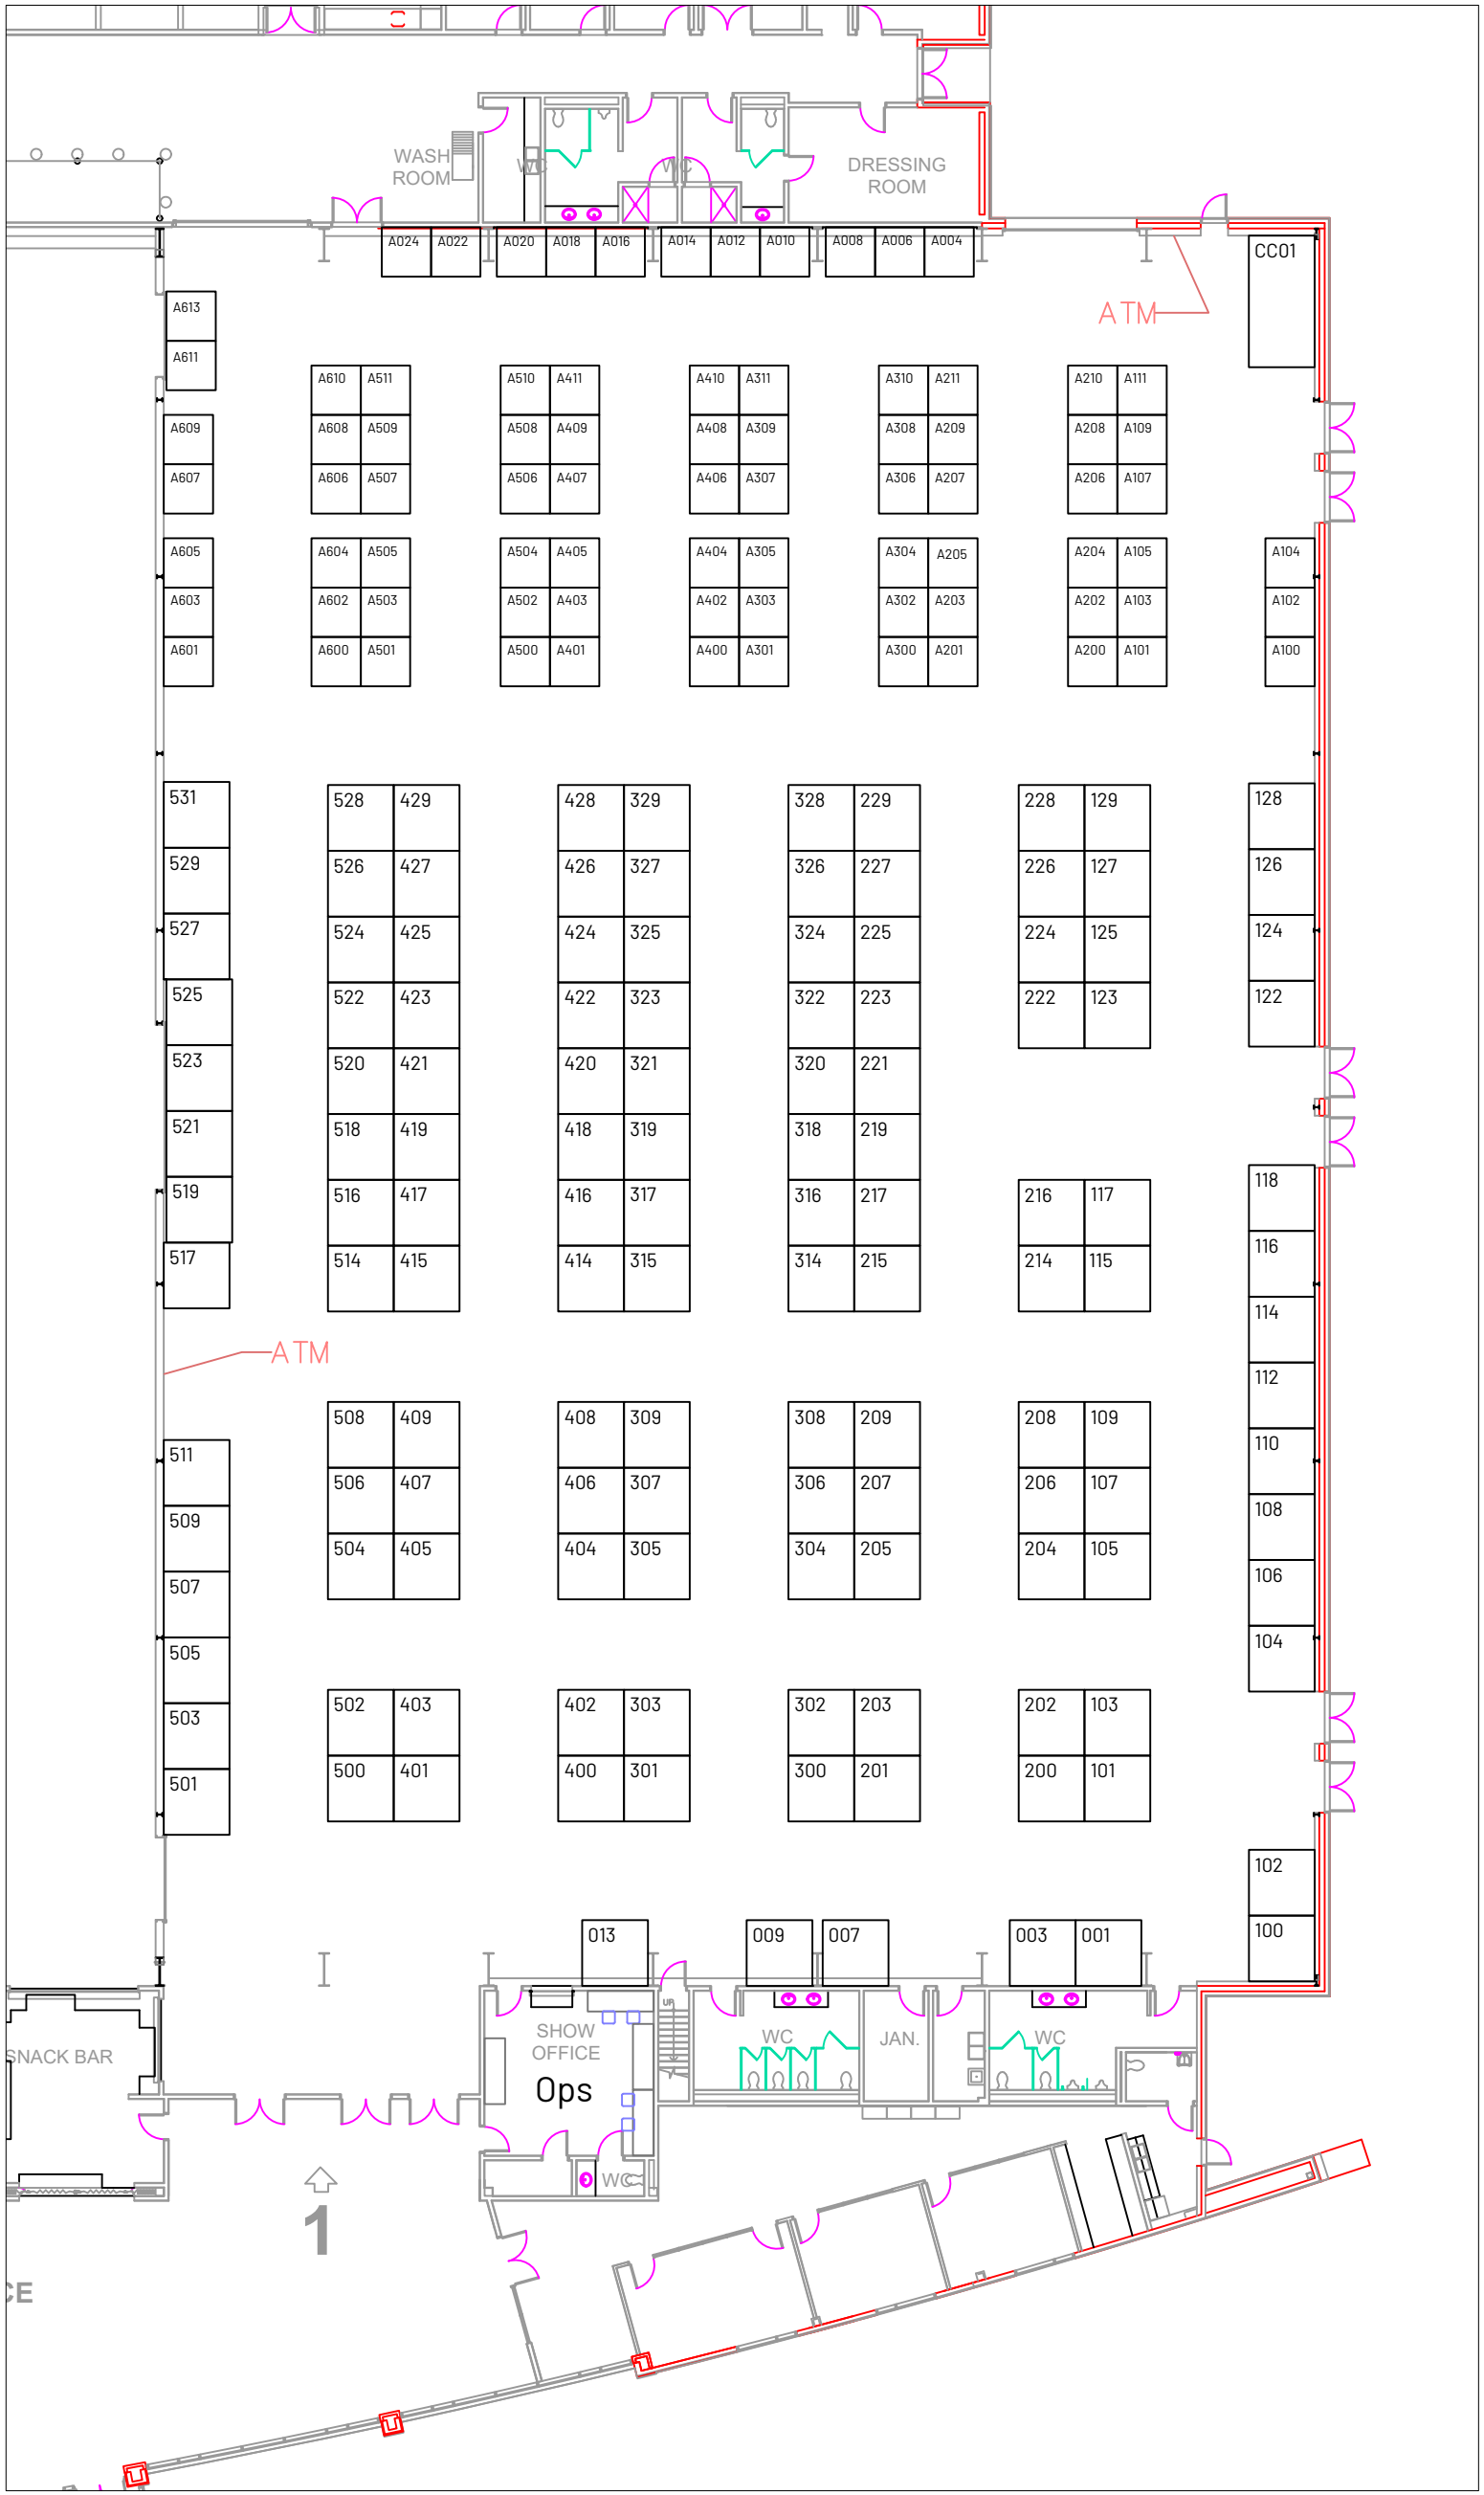 WASH
ROOM
WC
WC
DRESSING
ROOM
A024 A022 A020 A018 A016 A014 A012 A010 A008 A006 A004
CC01
ATM
A613
A611
A610 A511 A510 A411 A410 A311 A310 A211 A210 A111
A609 A608 A509 A508 A409 A408 A309 A308 A209 A208 A109
A607 A606 A507 A506 A407 A406 A307 A306 A207 A206 A107
A605 A604 A505 A504 A405 A404 A305 A304 A205 A204 A105 A104
A603 A602 A503 A502 A403 A402 A303 A302 A203 A202 A103 A102
A601 A600 A501 A500 A401 A400 A301 A300 A201 A200 A101 A100
531 528 429 428 329 328 229 228 129 128
529 526 427 426 327 326 227 226 127 126
527 524 425 424 325 324 225 224 125 124
525 522 423 422 323 322 223 222 123 122
523 520 421 420 321 320 221
521 518 419 418 319 318 219
519 516 417 416 317 316 217 216 117 118
517 514 415 414 315 314 215 214 115 116
114
ATM
112
508 409 408 309 308 209 208 109
511 110
506 407 406 307 306 207 206 107
509 108
504 405 404 305 304 205 204 105
507 106
505 104
503 502 403 402 303 302 203 202 103
501 500 401 400 301 300 201 200 101
102
013 009 007 003 001 100
UP
SHOW
OFFICE
WC
JAN.
WC
SNACK BAR
Ops
WC
1
CE